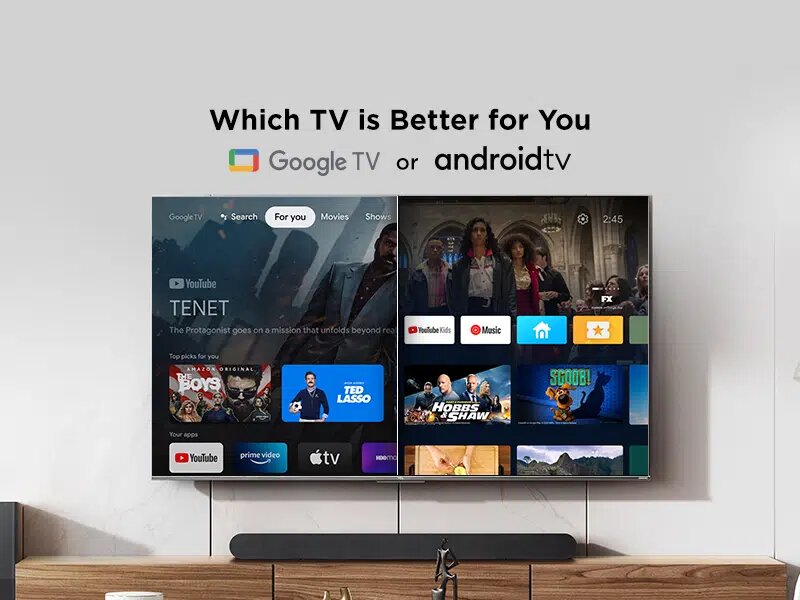 Which TV is Better for You
Google TV or androidtv
Google TV Search For you Movies Shows
2:45
YouTube
TENET
The Protagonist goes on a mission that unfolds beyond real
FX
YouTube Kids Music
Top picks for you
AMAZON ORIGINAL
THE BOYS
TED LASSO
HOBBS & SHAW
SCOOB!
Your apps
YouTube
prime video
tv
HBO